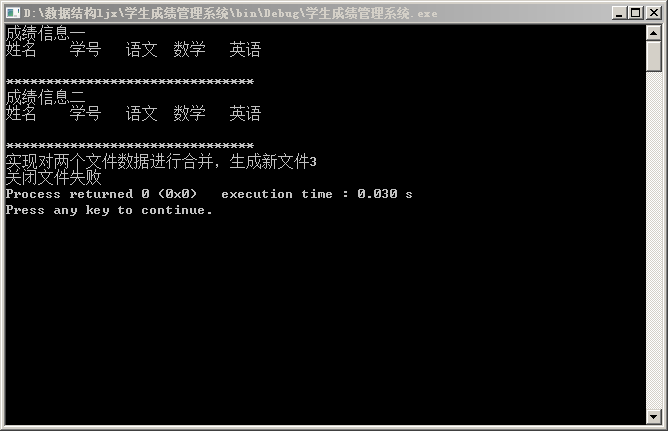 D:\数据结构ljx\学生成绩管理系统\bin\Debug\学生成绩管理系统.exe
成绩信息一
姓名 学号 语文 数学 英语
*******************************
成绩信息二
姓名 学号 语文 数学 英语
*******************************
实现对两个文件数据进行合并，生成新文件3
关闭文件失败
Process returned 0 (0x0) execution time : 0.030 s
Press any key to continue.